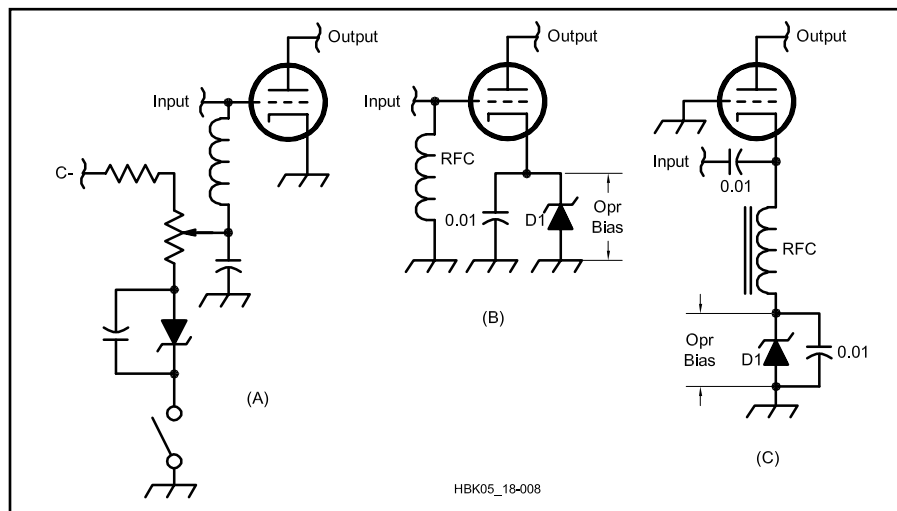 Output
Input
C-
(A)
Output
Input
RFC
0.01
D1
Opr
Bias
(B)
Output
Input
0.01
RFC
Opr
Bias
D1
0.01
(C)
HBK05_18-008